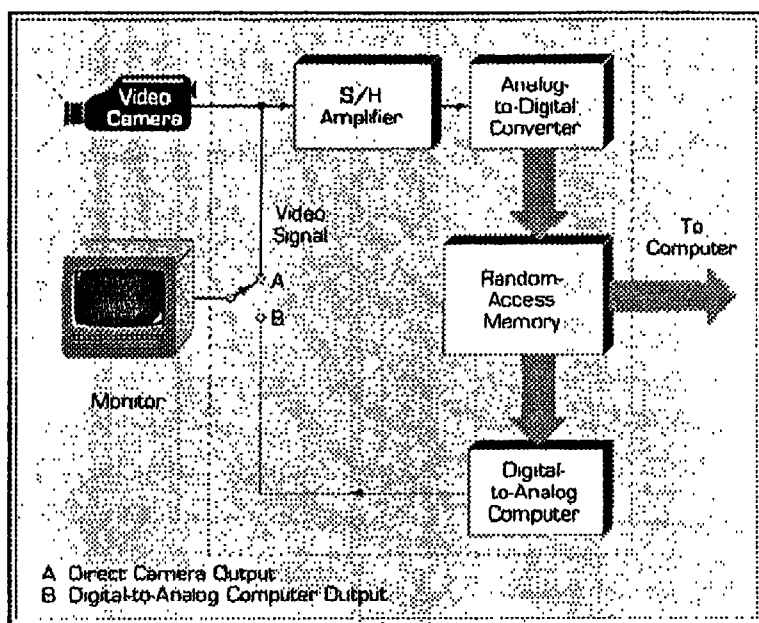 Video
Camera
S/H
Amplifier
Analog-
to-Digital
Converter
Video
Signal
A
B
To
Computer
Random-
Access
Memory
Monitor
Digital-
to-Analog
Computer
A Direct Camera Output
B Digital-to-Analog Computer Output